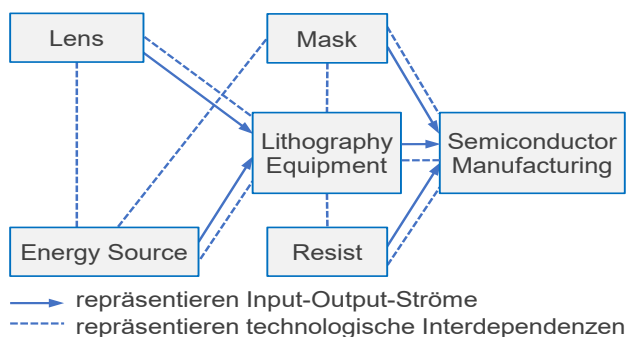 Lens
Mask
Lithography
Equipment
Semiconductor
Manufacturing
Energy Source
Resist
repräsentieren Input-Output-Ströme
repräsentieren technologische Interdependenzen